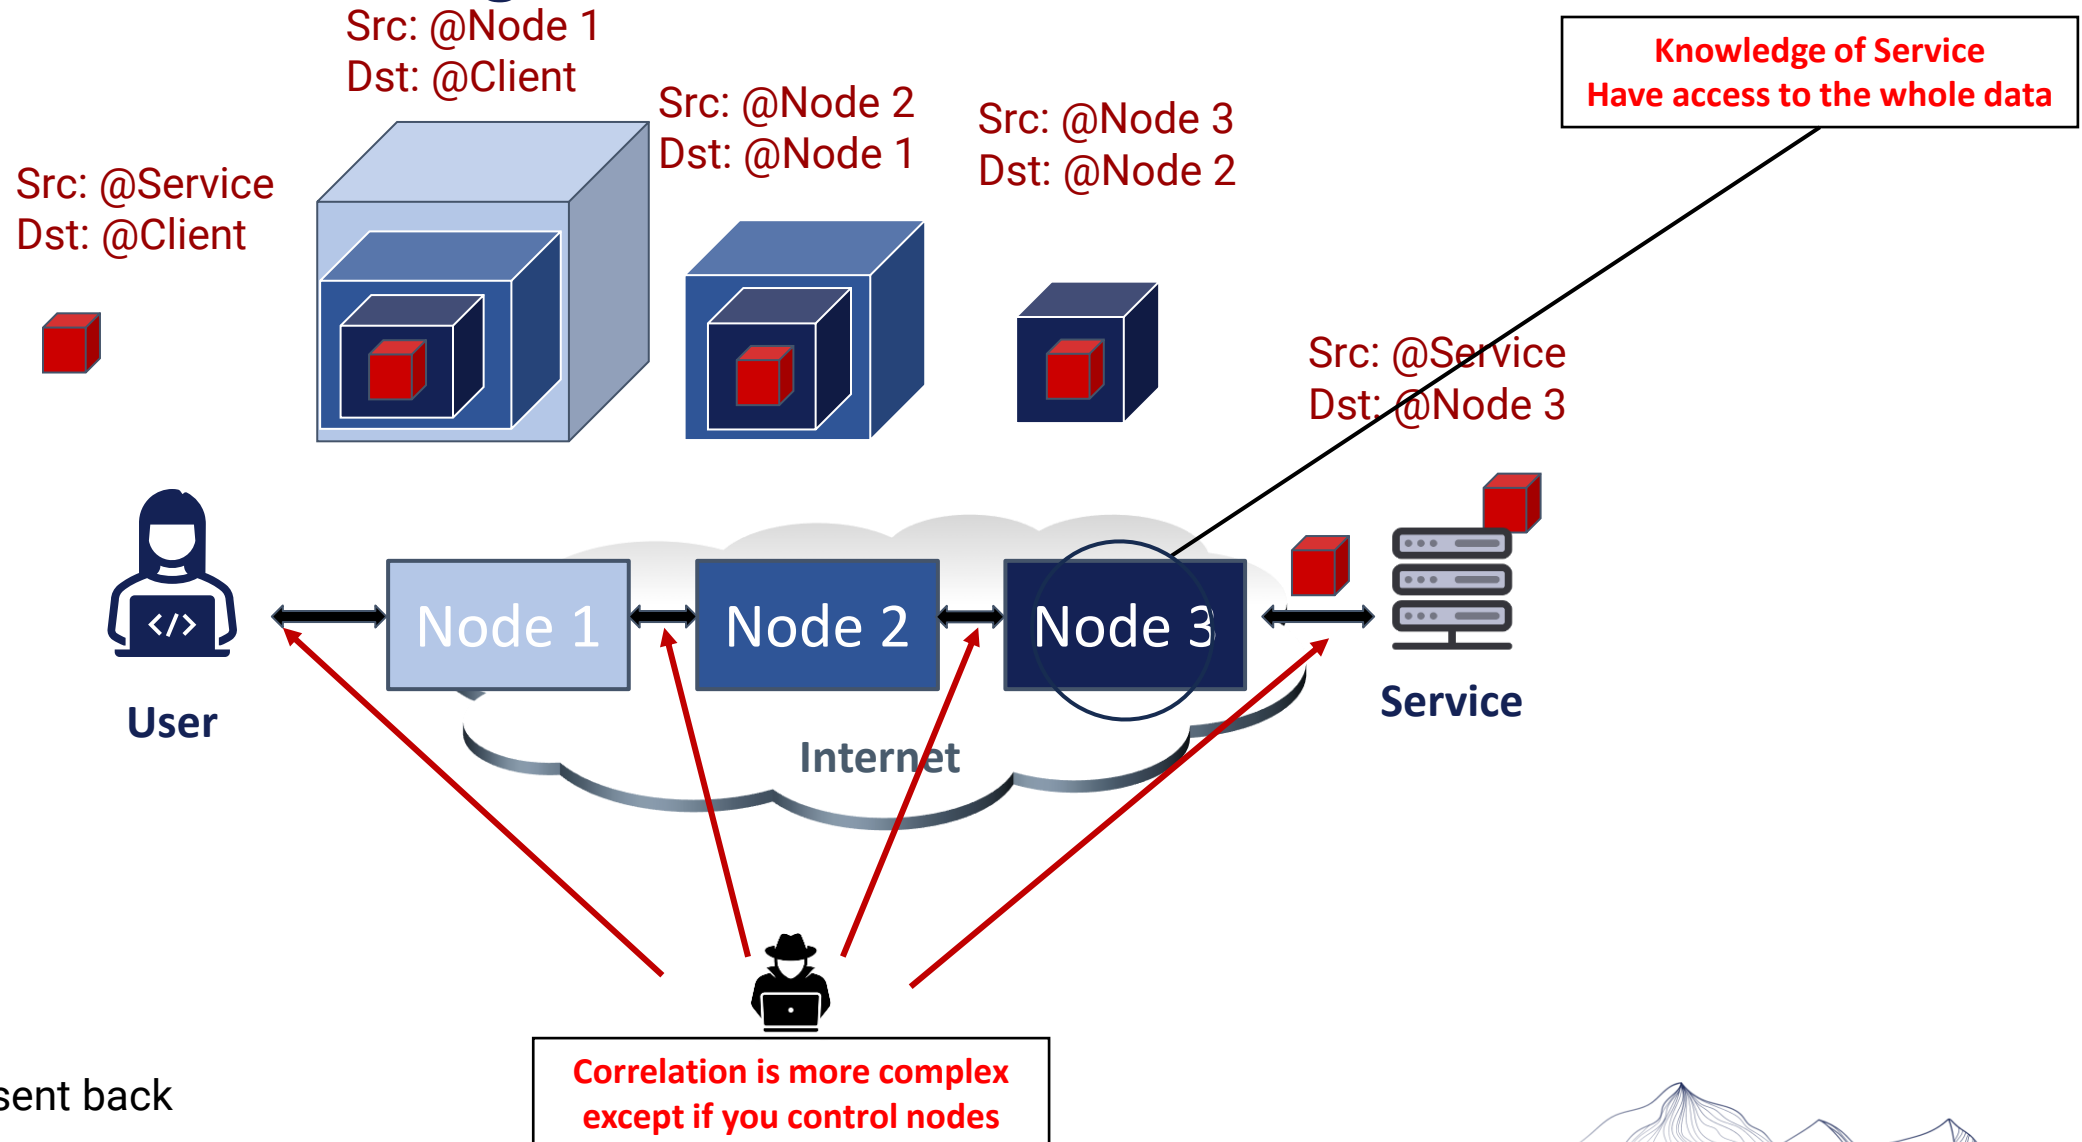 Src: @Node 1
Dst: @Client
Knowledge of Service
Have access to the whole data
Src: @Node 2
Dst: @Node 1
Src: @Node 3
Dst: @Node 2
Src: @Service
Dst: @Client
Src: @Service
Dst: @Node 3
</>
Node 1
Node 2
Node 3
User
Service
Internet
Correlation is more complex
except if you control nodes
sent back